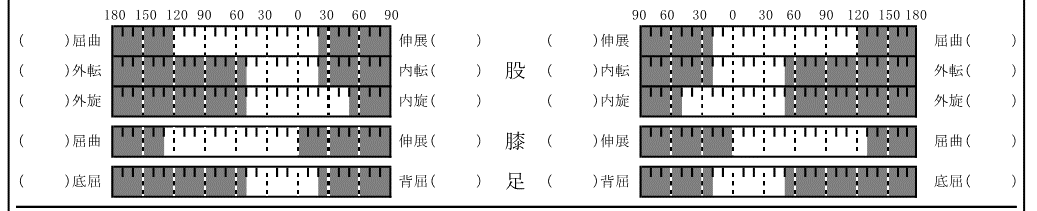 180 150 120 90 60 30 0 30 60 90 90 60 30 0 30 60 90 120 150 180
( )屈曲 伸展( ) ( )伸展 屈曲( )
( )外転 内転( ) 股 ( )内転 外転( )
( )外旋 内旋( ) ( )内旋 外旋( )
( )屈曲 伸展( ) 膝 ( )伸展 屈曲( )
( )底屈 背屈( ) 足 ( )背屈 底屈( )